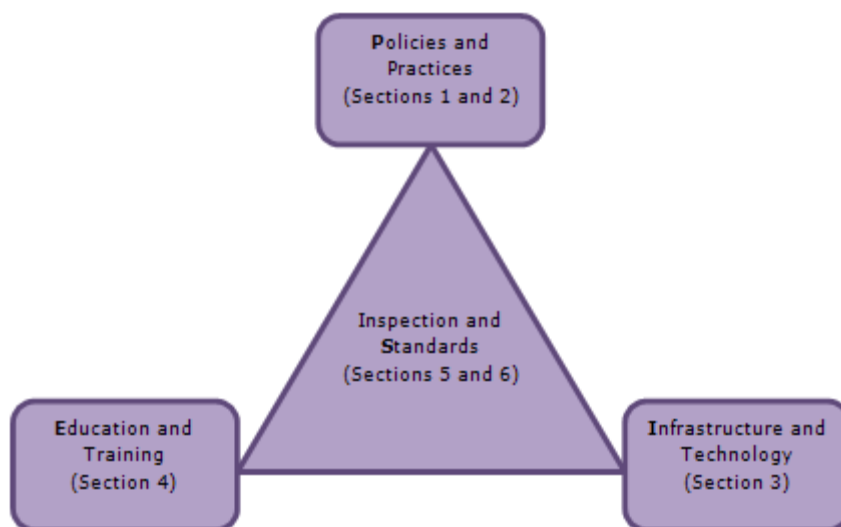 Policies and
Practices
(Sections 1 and 2)
Inspection and
Standards
(Sections 5 and 6)
Education and
Training
(Section 4)
Infrastructure and
Technology
(Section 3)